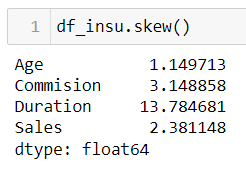 1 df_insu.skew()
Age 1.149713
Commision 3.148858
Duration 13.784681
Sales 2.381148
dtype: float64